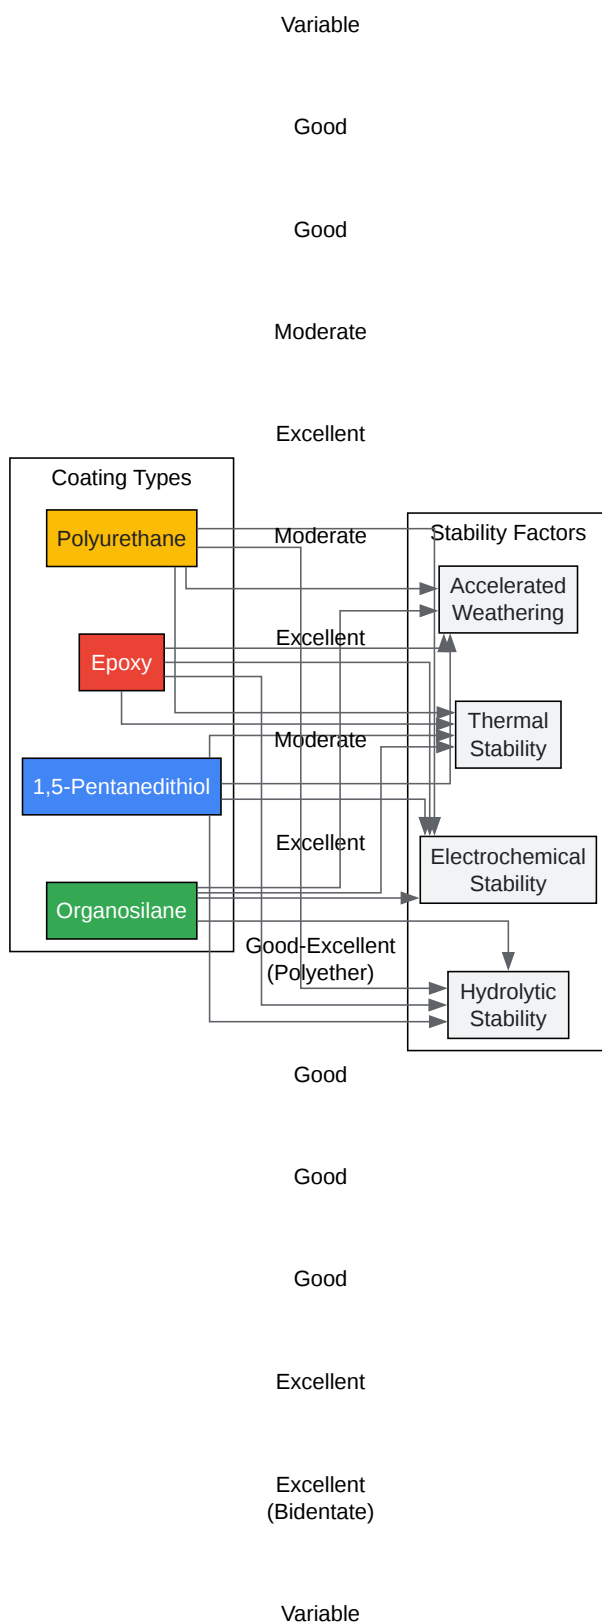 Variable
Good
Good
Moderate
Excellent
Coating Types
Polyurethane
Moderate
Stability Factors
Accelerated
Weathering
Epoxy
Excellent
Thermal
Stability
Moderate
1,5-Pentanedithiol
Excellent
Electrochemical
Stability
Organosilane
Good-Excellent
(Polyether)
Hydrolytic
Stability
Good
Good
Good
Excellent
Excellent
(Bidentate)
Variable